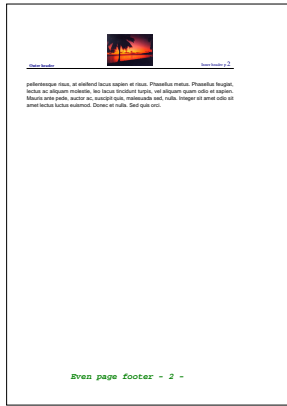 Outer header
Inner header p 2
pellentesque risus, at eleifend lacus sapien et risus. Phasellus metus. Phasellus feugiat,
lectus ac aliquam molestie, leo lacus tincidunt turpis, vel aliquam quam odio et sapien.
Mauris ante pede, auctor ac, suscipit quis, malesuada sed, nulla. Integer sit amet odio sit
amet lectus luctus euismod. Donec et nulla. Sed quis orci.
Even page footer - 2 -